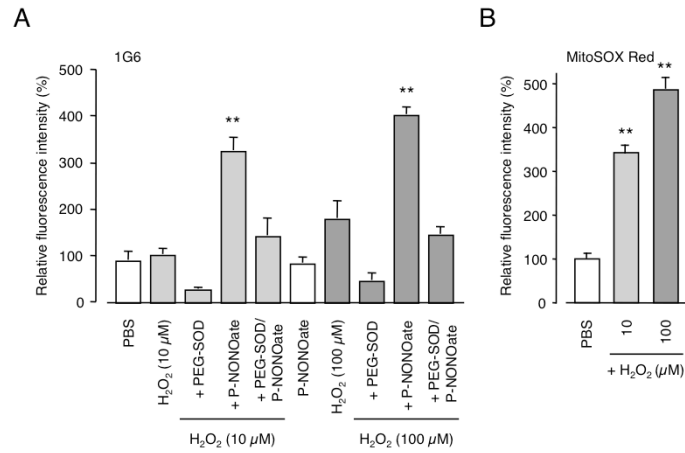 A
1G6
Relative fluorescence intensity (%)
500
400
300
200
100
0
**
**
PBS
H₂O₂ (10 µM)
+ PEG-SOD
+ P-NONOate
+ PEG-SOD/
P-NONOate
P-NONOate
H₂O₂ (100 µM)
+ PEG-SOD
+ P-NONOate
+ PEG-SOD/
P-NONOate
H₂O₂ (10 µM)
H₂O₂ (100 µM)
B
MitoSOX Red
Relative fluorescence intensity (%)
500
400
300
200
100
0
**
**
PBS
10
100
+ H₂O₂ (µM)